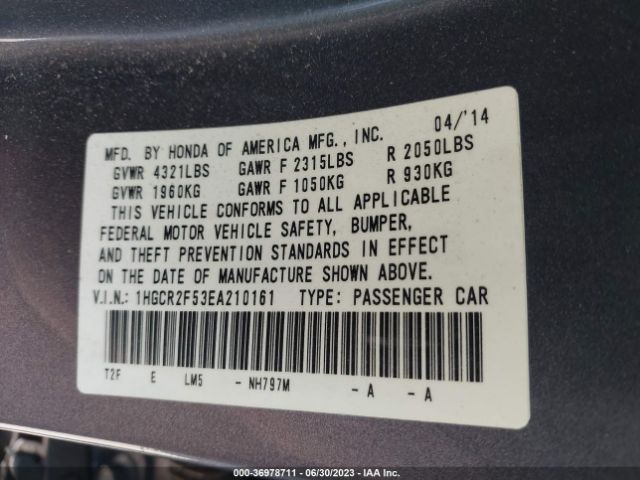 MFD. BY HONDA OF AMERICA MFG., INC. 04/'14
GVWR 4321LBS GAWR F 2315LBS R 2050LBS
GVWR 1960KG GAWR F 1050KG R 930KG
THIS VEHICLE CONFORMS TO ALL APPLICABLE
FEDERAL MOTOR VEHICLE SAFETY, BUMPER,
AND THEFT PREVENTION STANDARDS IN EFFECT
ON THE DATE OF MANUFACTURE SHOWN ABOVE.
V.I.N.: 1HGCR2F53EA210161 TYPE: PASSENGER CAR
T2F E LM5 - NH797M - A - A
000-36978711 - 06/30/2023 - IAA Inc.